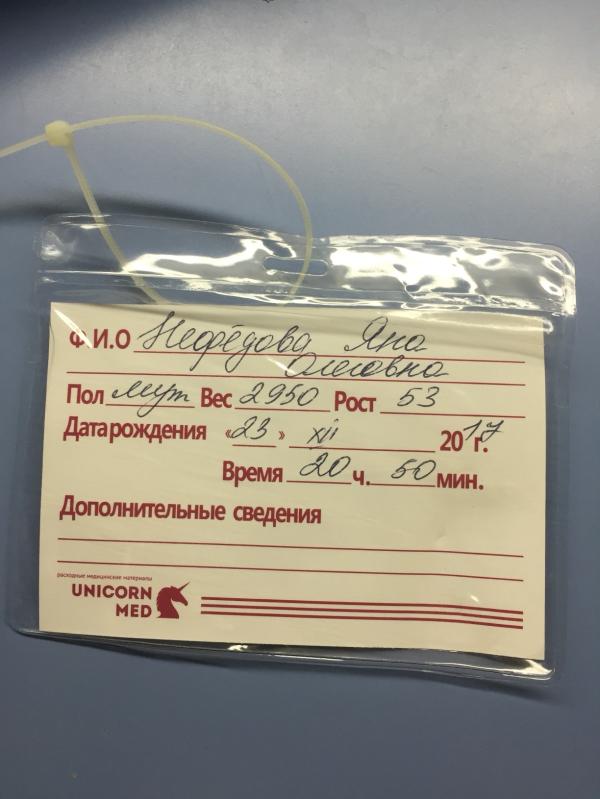 Ф.И.О Нефёдова Яна
Олеговна
Пол муж Вес 2950 Рост 53
Дата рождения «23» XII 2017г.
Время 20 ч. 50 мин.
Дополнительные сведения
расходные медицинские материалы
UNICORN
MED